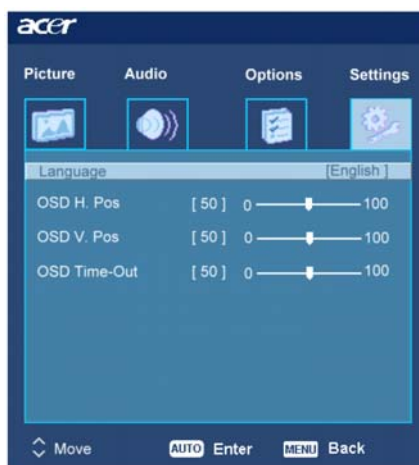 acer
Picture Audio Options Settings
Language [English ]
OSD H. Pos [ 50 ] 0 100
OSD V. Pos [ 50 ] 0 100
OSD Time-Out [ 50 ] 0 100
Move AUTO Enter MENU Back